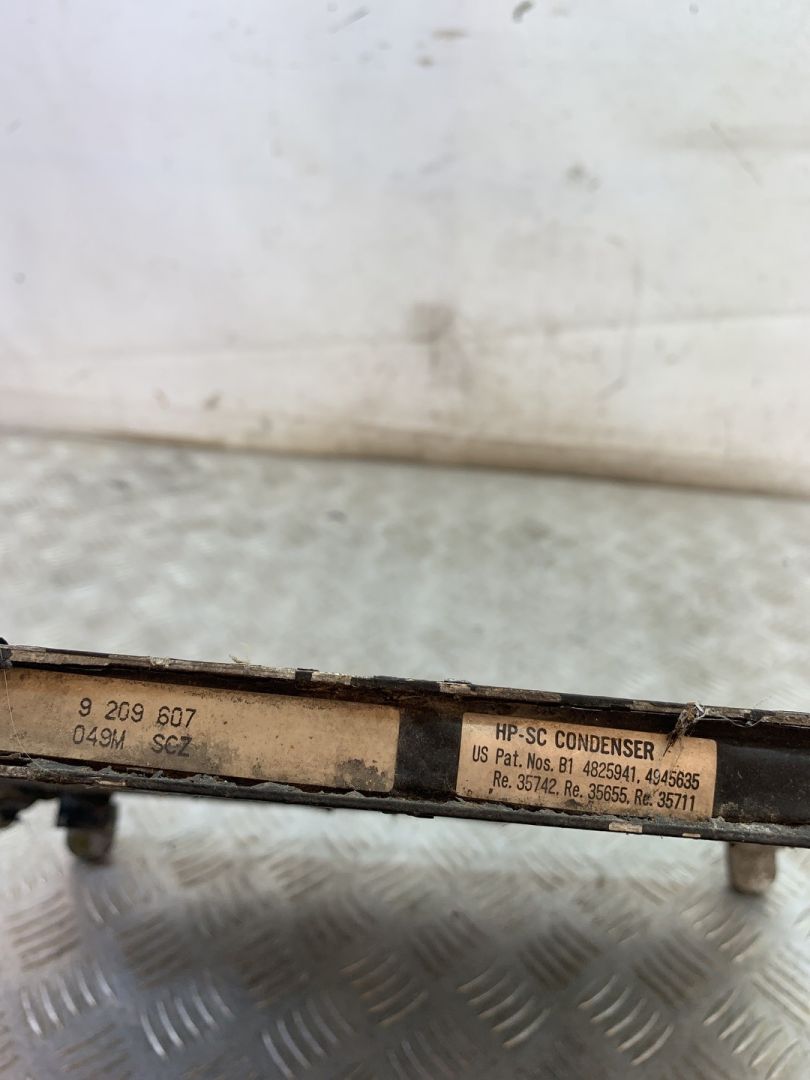 9 209 607
049M SCZ
HP-SC CONDENSER
US Pat. Nos. B1 4825941, 4945635
Re. 35742, Re. 35655, Re. 35711